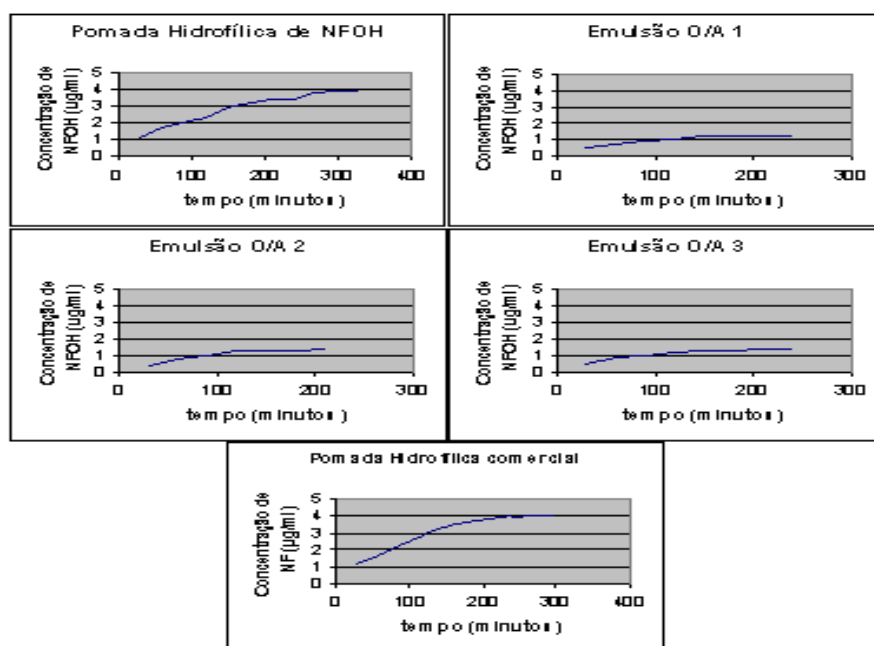 Pomada Hidrofílica de NFOH
Concentração de
NFOH (ug/ml)
5
4
3
2
1
0
0 100 200 300 400
tempo (minutos)
Emulsão O/A 1
Concentração de
NFOH (ug/ml)
5
4
3
2
1
0
0 100 200 300
tempo (minutos)
Emulsão O/A 2
Concentração de
NFOH (ug/ml)
5
4
3
2
1
0
0 100 200 300
tempo (minutos)
Emulsão O/A 3
Concentração de
NFOH (ug/ml)
5
4
3
2
1
0
0 100 200 300
tempo (minutos)
Pomada Hidrofílica comercial
Concentração de
NF (µg/ml)
5
4
3
2
1
0
0 100 200 300 400
tempo (minutos)